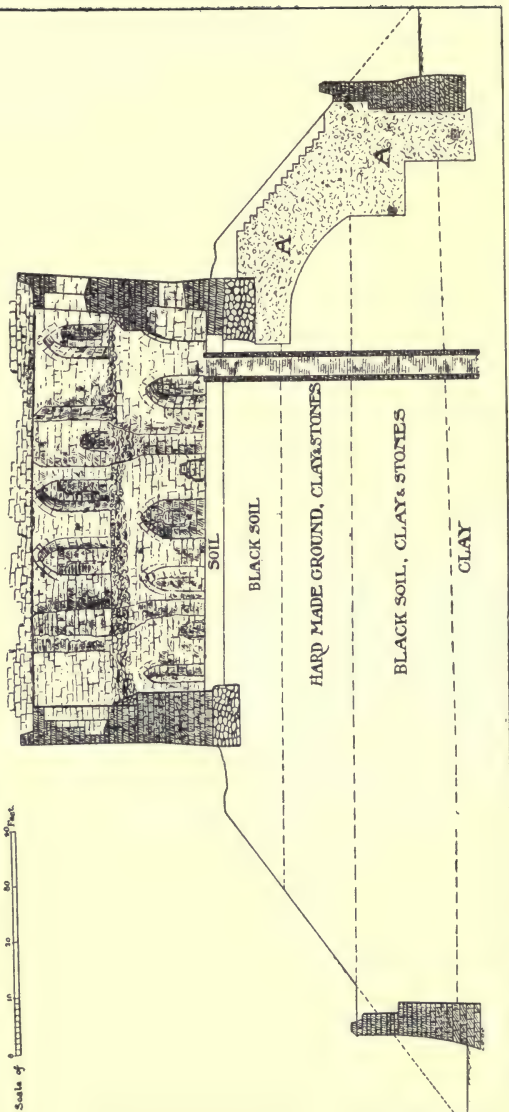 Scale of 0 10 20 30 40 Feet
SOIL
BLACK SOIL
HARD MADE GROUND, CLAY & STONES
BLACK SOIL, CLAY & STONES
CLAY
A
A